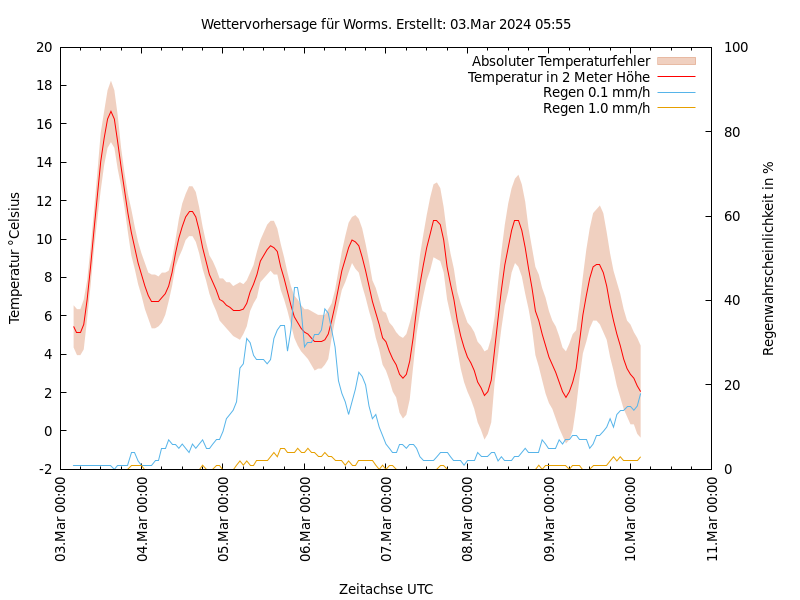 Wettervorhersage für Worms. Erstellt: 03.Mar 2024 05:55
Absoluter Temperaturfehler
Temperatur in 2 Meter Höhe
Regen 0.1 mm/h
Regen 1.0 mm/h
Temperatur °Celsius
20
18
16
14
12
10
8
6
4
2
0
-2
100
80
60
40
20
0
Regenwahrscheinlichkeit in %
03.Mar 00:00
04.Mar 00:00
05.Mar 00:00
06.Mar 00:00
07.Mar 00:00
08.Mar 00:00
09.Mar 00:00
10.Mar 00:00
11.Mar 00:00
Zeitachse UTC